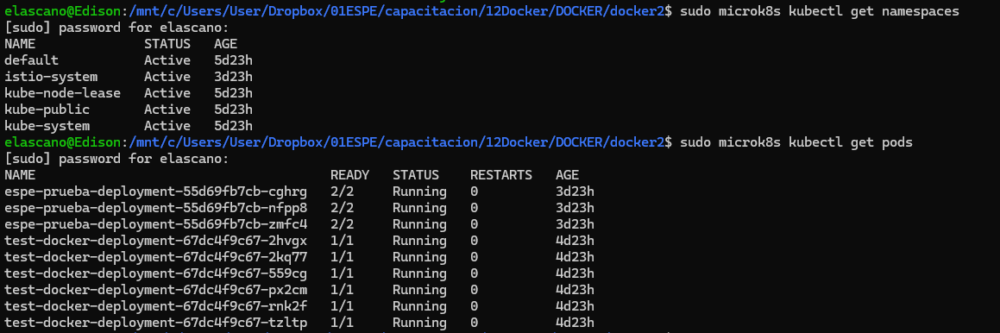 elascano@Edison:/mnt/c/Users/User/Dropbox/01ESPE/capacitacion/12Docker/DOCKER/docker2$ sudo microk8s kubectl get namespaces
[sudo] password for elascano:
NAME STATUS AGE
default Active 5d23h
istio-system Active 3d23h
kube-node-lease Active 5d23h
kube-public Active 5d23h
kube-system Active 5d23h
elascano@Edison:/mnt/c/Users/User/Dropbox/01ESPE/capacitacion/12Docker/DOCKER/docker2$ sudo microk8s kubectl get pods
[sudo] password for elascano:
NAME READY STATUS RESTARTS AGE
espe-prueba-deployment-55d69fb7cb-cghrg 2/2 Running 0 3d23h
espe-prueba-deployment-55d69fb7cb-nfpp8 2/2 Running 0 3d23h
espe-prueba-deployment-55d69fb7cb-zmfc4 2/2 Running 0 3d23h
test-docker-deployment-67dc4f9c67-2hvgx 1/1 Running 0 4d23h
test-docker-deployment-67dc4f9c67-2kq77 1/1 Running 0 4d23h
test-docker-deployment-67dc4f9c67-559cg 1/1 Running 0 4d23h
test-docker-deployment-67dc4f9c67-px2cm 1/1 Running 0 4d23h
test-docker-deployment-67dc4f9c67-rnk2f 1/1 Running 0 4d23h
test-docker-deployment-67dc4f9c67-tzltp 1/1 Running 0 4d23h